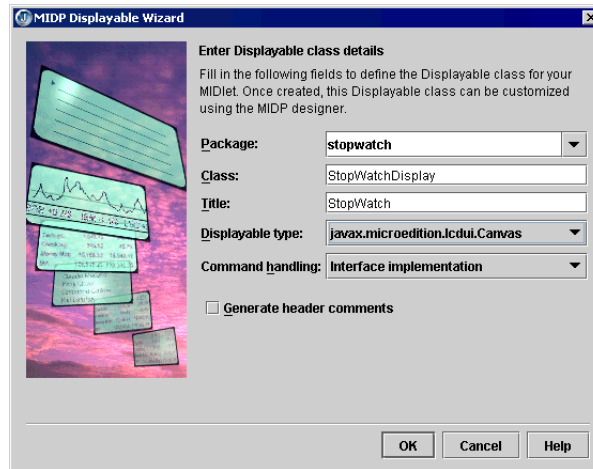 MIDP Displayable Wizard
Enter Displayable class details
Fill in the following fields to define the Displayable class for your
MIDlet. Once created, this Displayable class can be customized
using the MIDP designer.
Package: stopwatch
Class: StopWatchDisplay
Title: StopWatch
Displayable type: javax.microedition.lcdui.Canvas
Command handling: Interface implementation
Generate header comments
OK Cancel Help